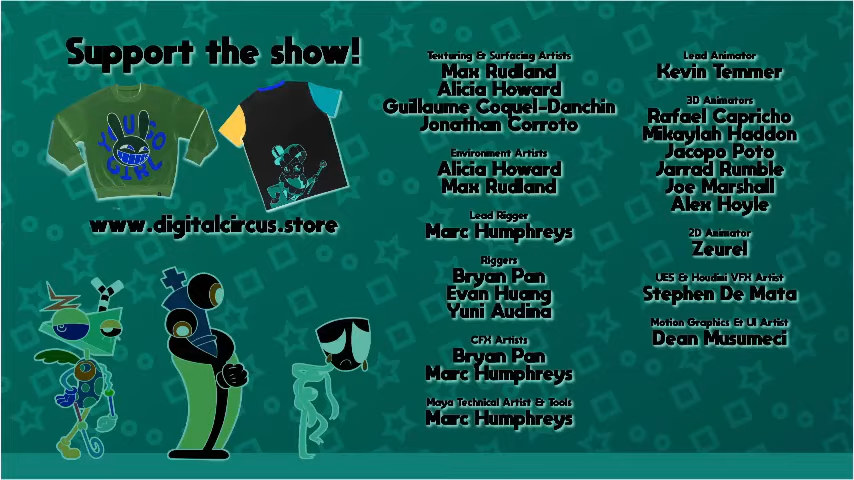 Support the show!
YOU GO
GIRL
www.digitalcircus.store
Texturing & Surfacing Artists
Max Rudland
Alicia Howard
Guillaume Coquel-Danchin
Jonathan Corroto
Environment Artists
Alicia Howard
Max Rudland
Lead Rigger
Marc Humphreys
Riggers
Bryan Pan
Evan Huang
Yuni Audina
CFX Artists
Bryan Pan
Marc Humphreys
Maya Technical Artist & Tools
Marc Humphreys
Lead Animator
Kevin Temmer
3D Animators
Rafael Capricho
Mikaylah Haddon
Jacopo Poto
Jarrad Rumble
Joe Marshall
Alex Hoyle
2D Animator
Zeurel
UE5 & Houdini VFX Artist
Stephen De Mata
Motion Graphics & UI Artist
Dean Musumeci